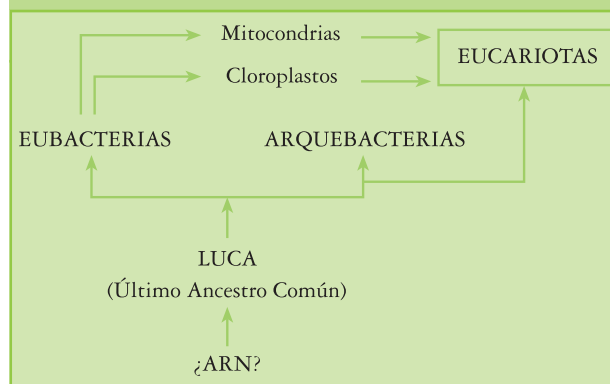 Mitocondrias
EUCARIOTAS
Cloroplastos
EUBACTERIAS
ARQUEBACTERIAS
LUCA
(Último Ancestro Común)
¿ARN?